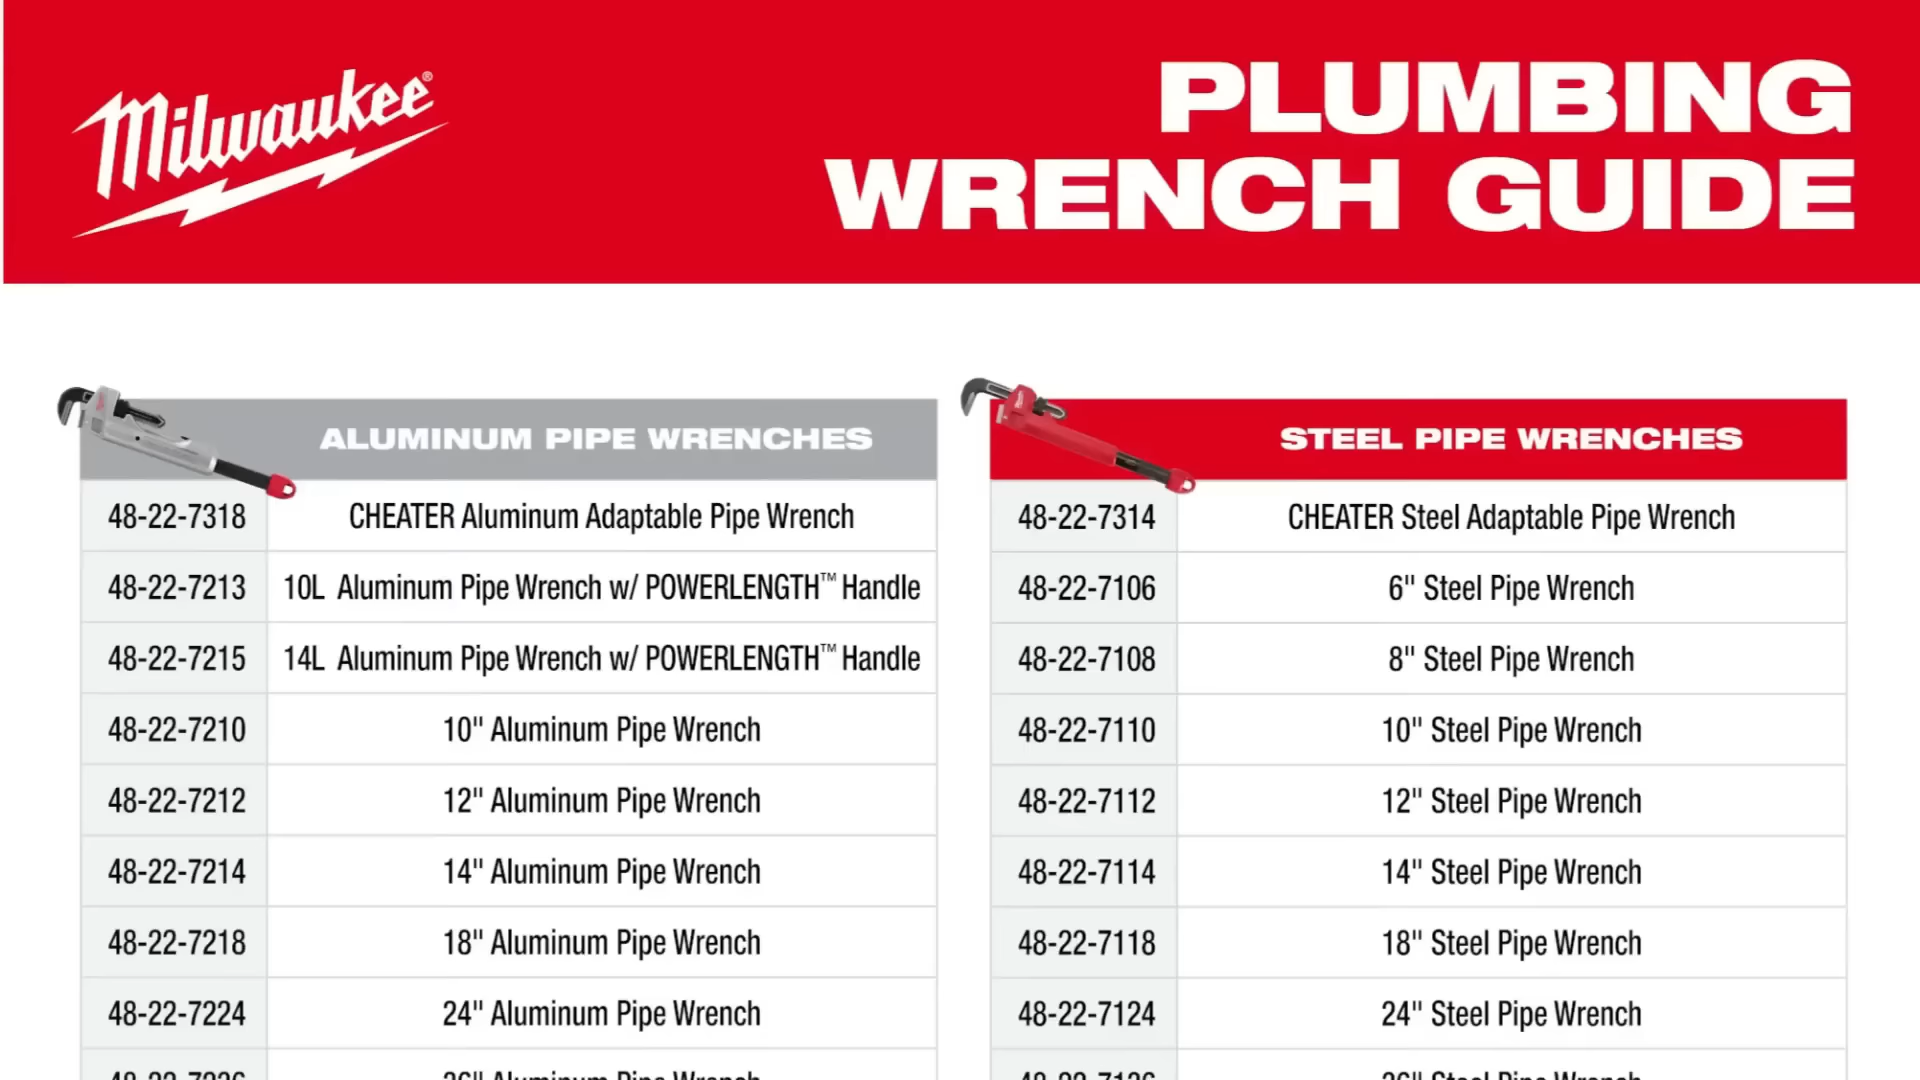 Milwaukee®
PLUMBING
WRENCH GUIDE
ALUMINUM PIPE WRENCHES
48-22-7318 CHEATER Aluminum Adaptable Pipe Wrench
48-22-7213 10L Aluminum Pipe Wrench w/ POWERLENGTH™ Handle
48-22-7215 14L Aluminum Pipe Wrench w/ POWERLENGTH™ Handle
48-22-7210 10" Aluminum Pipe Wrench
48-22-7212 12" Aluminum Pipe Wrench
48-22-7214 14" Aluminum Pipe Wrench
48-22-7218 18" Aluminum Pipe Wrench
48-22-7224 24" Aluminum Pipe Wrench
Aluminum Pipe Wrench
STEEL PIPE WRENCHES
48-22-7314 CHEATER Steel Adaptable Pipe Wrench
48-22-7106 6" Steel Pipe Wrench
48-22-7108 8" Steel Pipe Wrench
48-22-7110 10" Steel Pipe Wrench
48-22-7112 12" Steel Pipe Wrench
48-22-7114 14" Steel Pipe Wrench
48-22-7118 18" Steel Pipe Wrench
48-22-7124 24" Steel Pipe Wrench
Steel Pipe Wrench